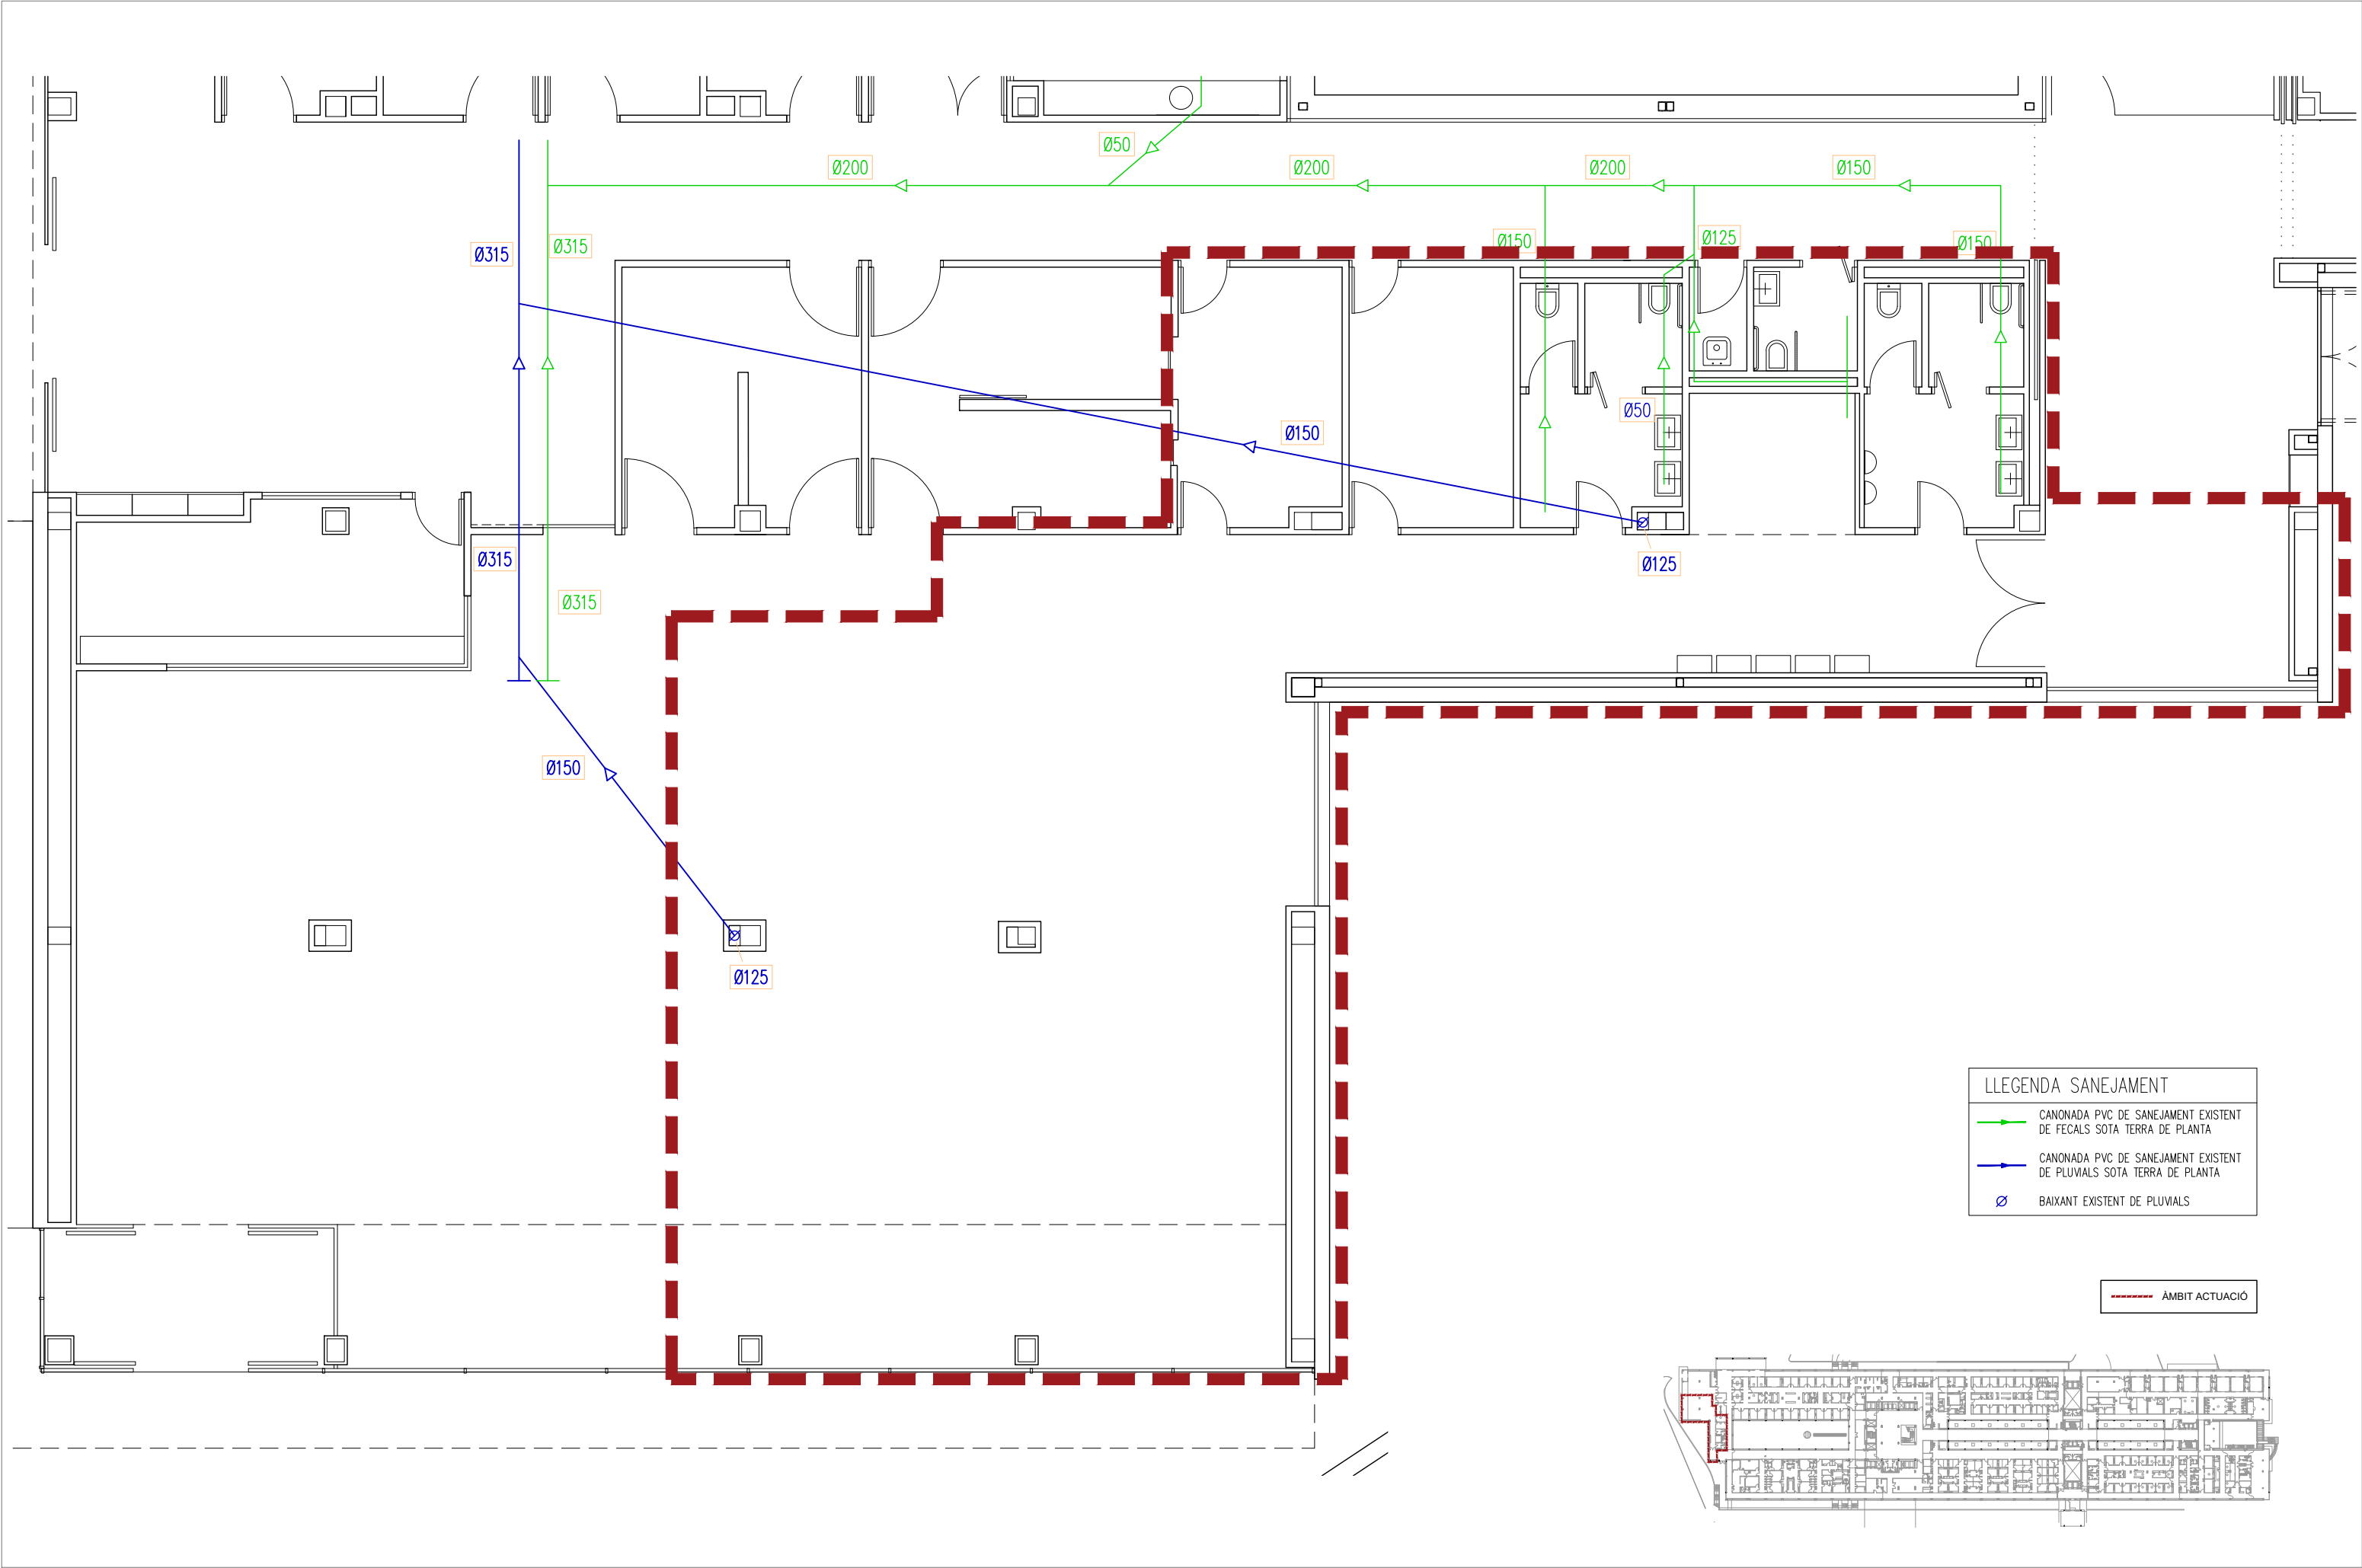 Ø50
Ø200
Ø200
Ø200
Ø150
Ø315
Ø315
Ø150
Ø125
Ø150
Ø50
Ø150
Ø315
Ø125
Ø315
Ø150
Ø125
LLEGENDA SANEJAMENT
CANONADA PVC DE SANEJAMENT EXISTENT
DE FECALS SOTA TERRA DE PLANTA
CANONADA PVC DE SANEJAMENT EXISTENT
DE PLUVIALS SOTA TERRA DE PLANTA
BAIXANT EXISTENT DE PLUVIALS
ÀMBIT ACTUACIÓ